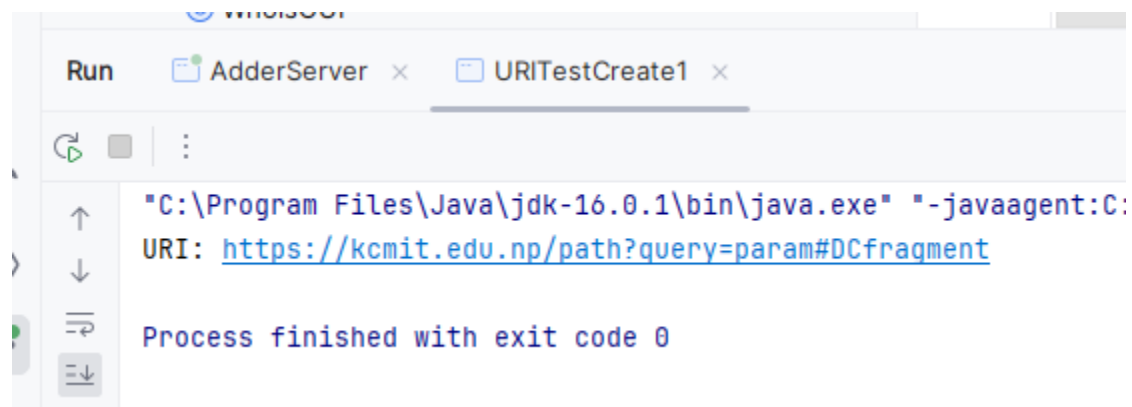 Run AdderServer URITestCreate1
"C:\Program Files\Java\jdk-16.0.1\bin\java.exe" "-javaagent:C:
URI: https://kcmit.edu.np/path?query=param#DCfragment
Process finished with exit code 0